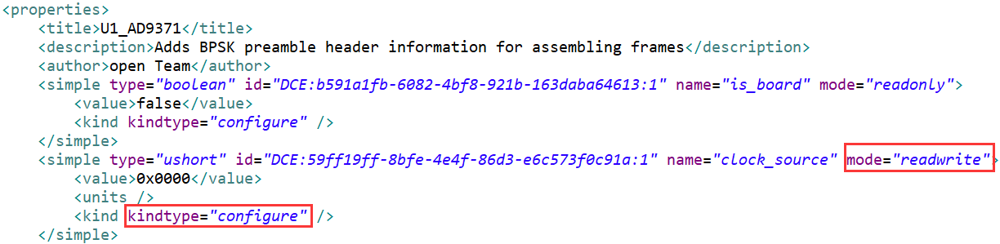 <properties>
<title>U1_AD9371</title>
<description>Adds BPSK preamble header information for assembling frames</description>
<author>open Team</author>
<simple type="boolean" id="DCE:b591a1fb-6082-4bf8-921b-163daba64613:1" name="is_board" mode="readonly">
<value>false</value>
<kind kindtype="configure" />
</simple>
<simple type="ushort" id="DCE:59ff19ff-8bfe-4e4f-86d3-e6c573f0c91a:1" name="clock_source" mode="readwrite">
<value>0x0000</value>
<units />
<kind kindtype="configure" />
</simple>